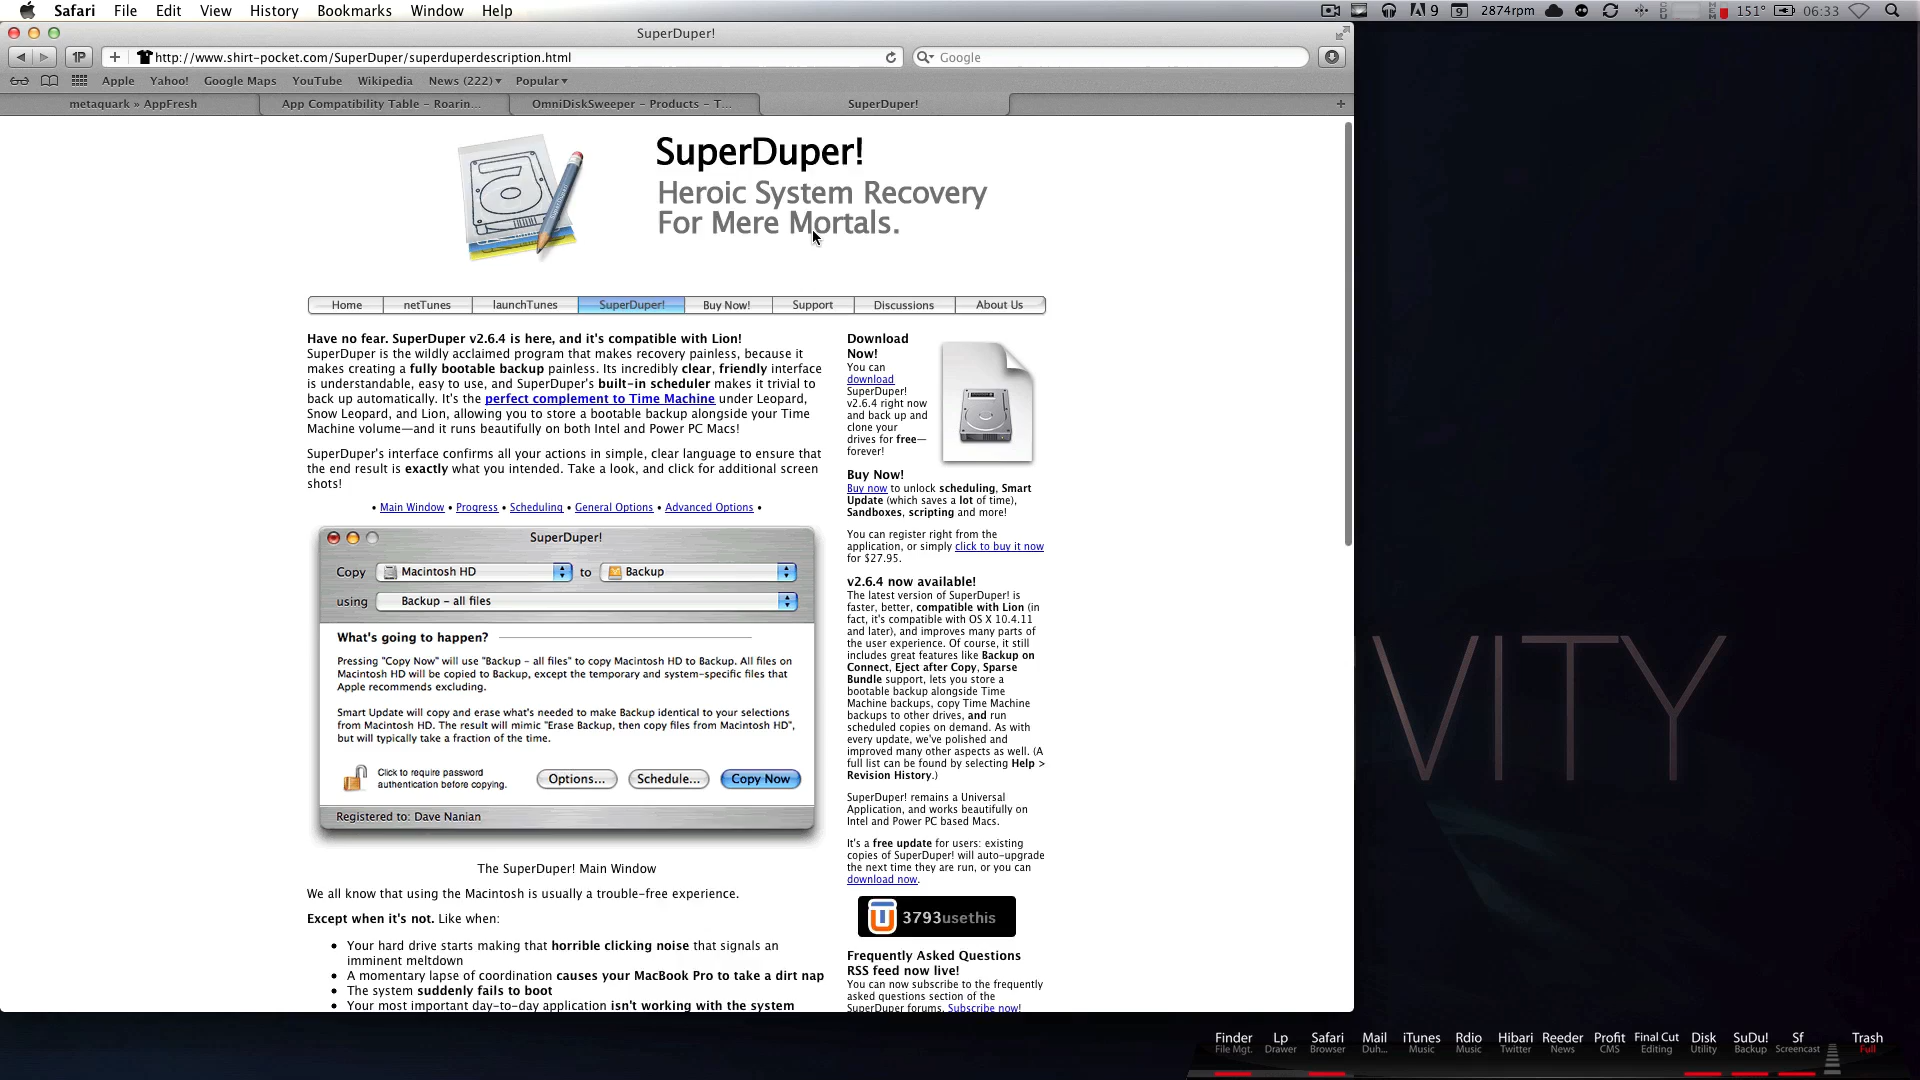 Safari File Edit View History Bookmarks Window Help
9 9 2874rpm 151° 06:33
SuperDuper!
http://www.shirt-pocket.com/SuperDuper/superduperdescription.html
Google
Apple Yahoo! Google Maps YouTube Wikipedia News (222) Popular
metaquark » AppFresh
App Compatibility Table – Roarin...
OmniDiskSweeper – Products – T...
SuperDuper!
SuperDuper!
Heroic System Recovery
For Mere Mortals.
Home netTunes launchTunes SuperDuper! Buy Now! Support Discussions About Us
Have no fear. SuperDuper v2.6.4 is here, and it's compatible with Lion!
SuperDuper is the wildly acclaimed program that makes recovery painless, because it
makes creating a fully bootable backup painless. Its incredibly clear, friendly interface
is understandable, easy to use, and SuperDuper's built-in scheduler makes it trivial to
back up automatically. It's the perfect complement to Time Machine under Leopard,
Snow Leopard, and Lion, allowing you to store a bootable backup alongside your Time
Machine volume—and it runs beautifully on both Intel and Power PC Macs!
SuperDuper's interface confirms all your actions in simple, clear language to ensure that
the end result is exactly what you intended. Take a look, and click for additional screen
shots!
• Main Window • Progress • Scheduling • General Options • Advanced Options •
SuperDuper!
Copy Macintosh HD to Backup
using Backup – all files
What's going to happen?
Pressing "Copy Now" will use "Backup – all files" to copy Macintosh HD to Backup. All files on
Macintosh HD will be copied to Backup, except the temporary and system-specific files that
Apple recommends excluding.
Smart Update will copy and erase what's needed to make Backup identical to your selections
from Macintosh HD. The result will mimic "Erase Backup, then copy files from Macintosh HD",
but will typically take a fraction of the time.
Click to require password
authentication before copying.
Options... Schedule... Copy Now
Registered to: Dave Nanian
The SuperDuper! Main Window
We all know that using the Macintosh is usually a trouble-free experience.
Except when it's not. Like when:
• Your hard drive starts making that horrible clicking noise that signals an
imminent meltdown
• A momentary lapse of coordination causes your MacBook Pro to take a dirt nap
• The system suddenly fails to boot
• Your most important day-to-day application isn't working with the system
Download
Now!
You can
download
SuperDuper!
v2.6.4 right now
and back up and
clone your
drives for free—
forever!
Buy Now!
Buy now to unlock scheduling, Smart
Update (which saves a lot of time),
Sandboxes, scripting and more!
You can register right from the
application, or simply click to buy it now
for $27.95.
v2.6.4 now available!
The latest version of SuperDuper! is
faster, better, compatible with Lion (in
fact, it's compatible with OS X 10.4.11
and later), and improves many parts of
the user experience. Of course, it still
includes great features like Backup on
Connect, Eject after Copy, Sparse
Bundle support, lets you store a
bootable backup alongside Time
Machine backups, copy Time Machine
backups to other drives, and run
scheduled copies on demand. As with
every update, we've polished and
improved many other aspects as well. (A
full list can be found by selecting Help >
Revision History.)
SuperDuper! remains a Universal
Application, and works beautifully on
Intel and Power PC based Macs.
It's a free update for users: existing
copies of SuperDuper! will auto-upgrade
the next time they are run, or you can
download now.
3793usethis
Frequently Asked Questions
RSS feed now live!
You can now subscribe to the frequently
asked questions section of the
SuperDuper forums. Subscribe now!
VITY
Finder Lp Safari Mail iTunes Rdio Hibari Reeder Profit Final Cut Disk SuDu! Sf Trash
File Mgt. Drawer Browser Duh... Music Music Twitter News CMS Editing Utility Backup Screencast Full